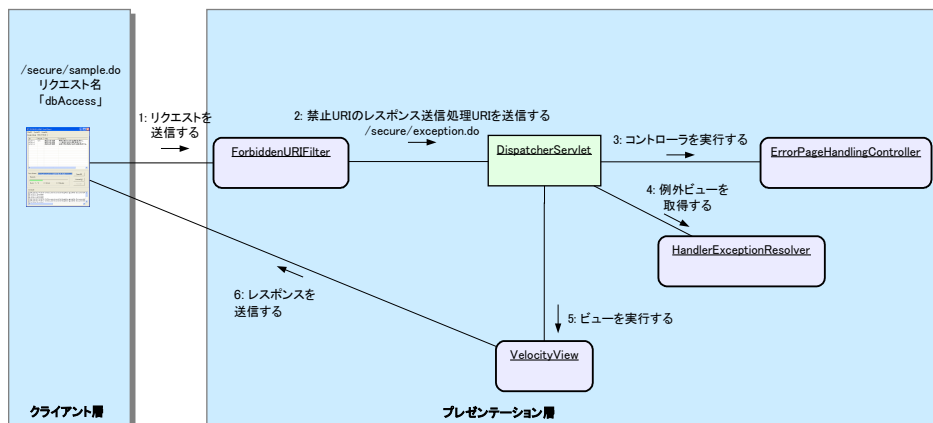 /secure/sample.do
リクエスト名
「dbAccess」
1: リクエストを
送信する
ForbiddenURIFilter
2: 禁止URIのレスポンス送信処理URIを送信する
/secure/exception.do
DispatcherServlet
3: コントローラを実行する
ErrorPageHandlingController
4: 例外ビューを
取得する
HandlerExceptionResolver
6: レスポンスを
送信する
5: ビューを実行する
VelocityView
クライアント層
プレゼンテーション層